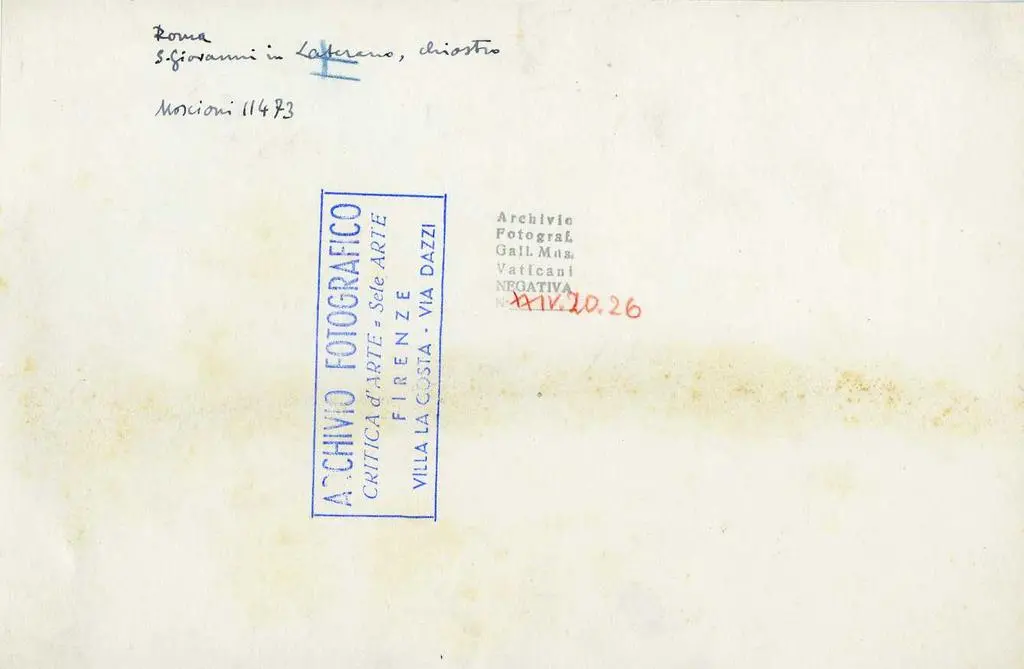 Roma
S. Giovanni in Laterano, chiostro
Moscioni 11473
ARCHIVIO FOTOGRAFICO
CRITICA d'ARTE = Sele ARTE
FIRENZE
VILLA LA COSTA - VIA DAZZI
Archivio
Fotograf.
Gall. Mus.
Vaticani
NEGATIVA
N. XXIV.20.26